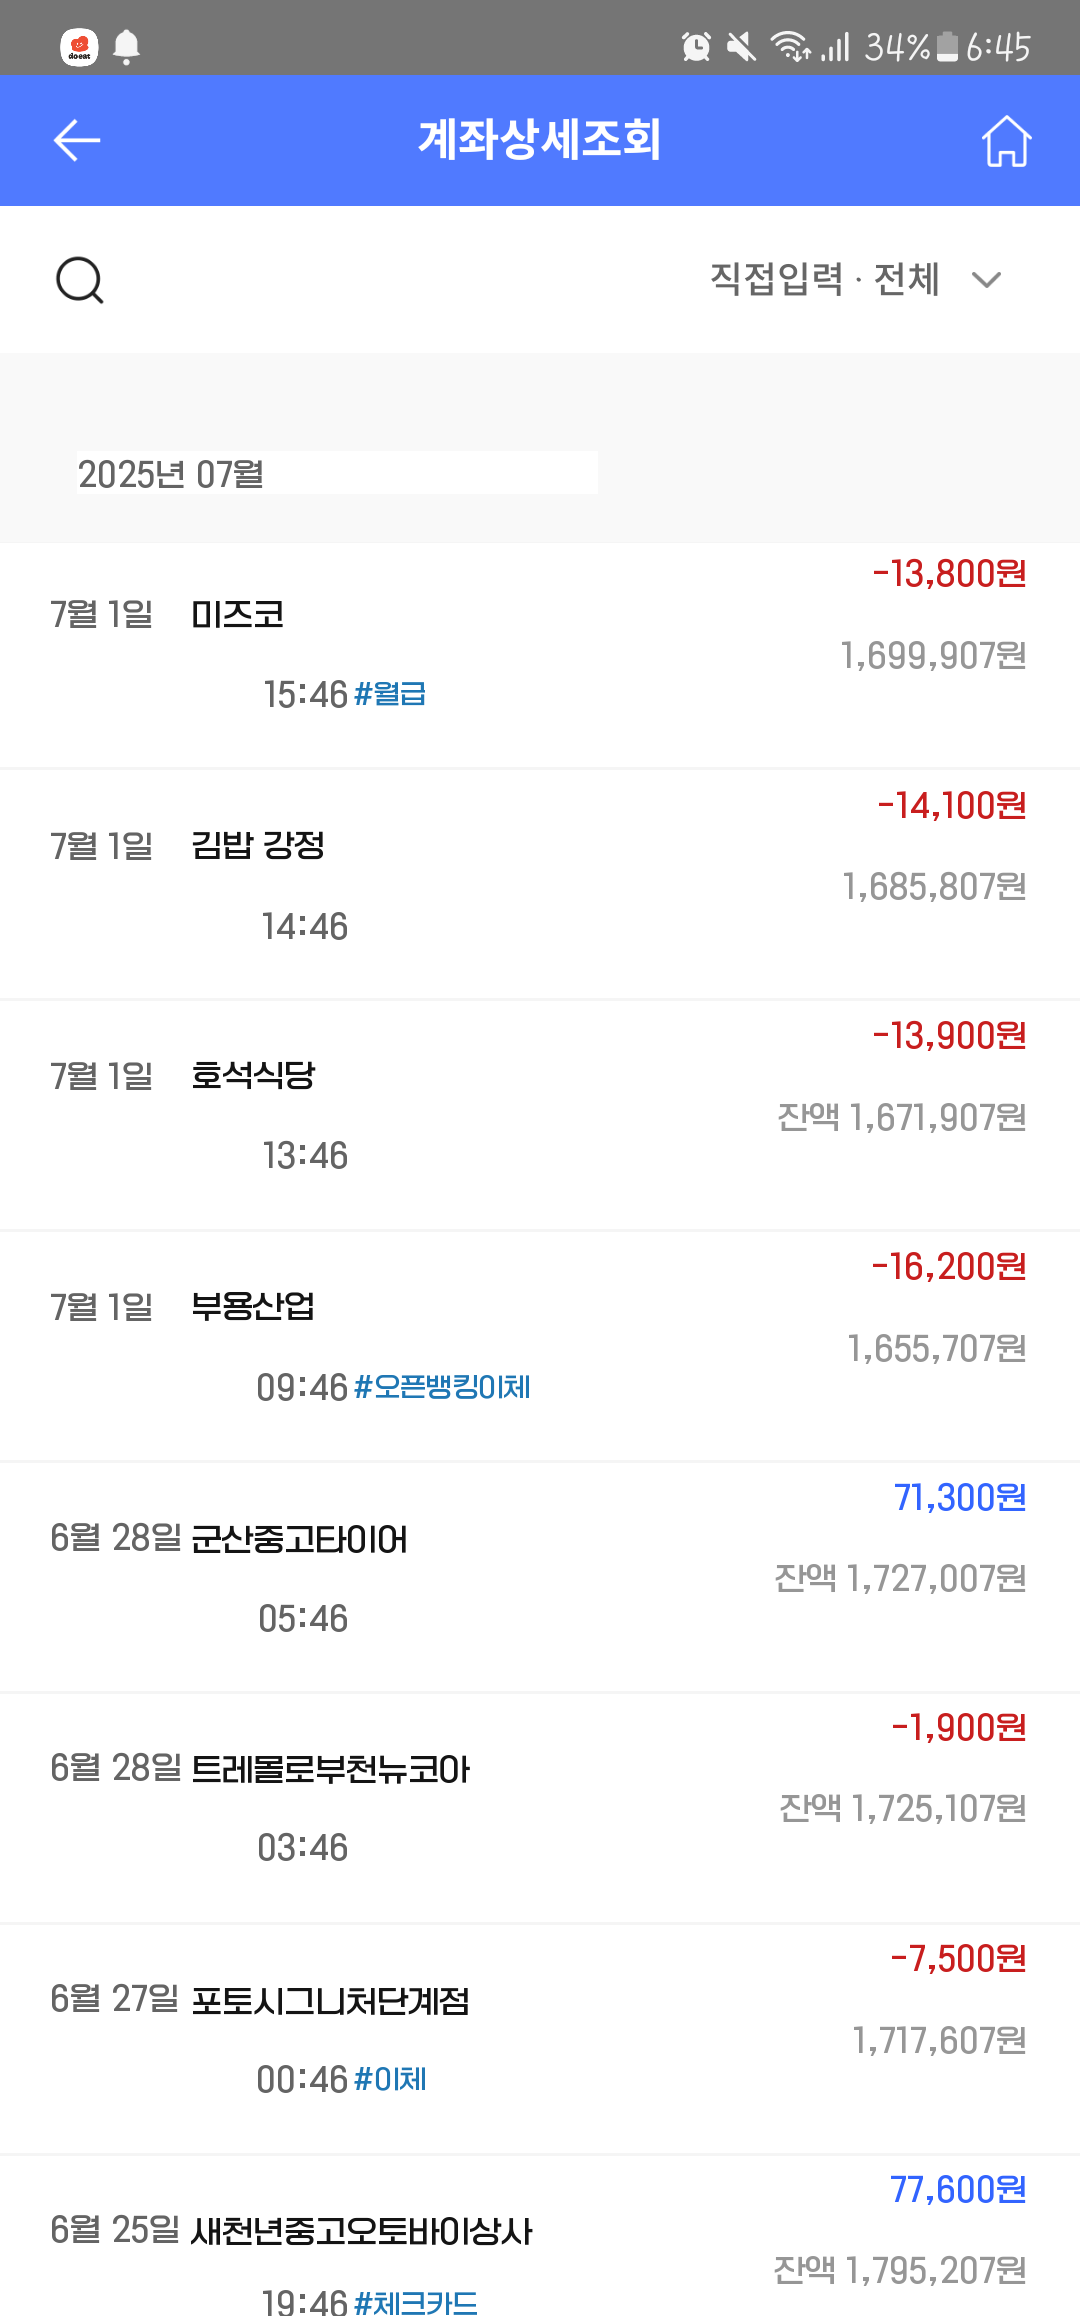 doeat 34% 6:45
계좌상세조회
직접입력 · 전체
2025년 07월
-13,800원
7월 1일 미즈코
1,699,907원
15:46 #월급
-14,100원
7월 1일 김밥 강정
1,685,807원
14:46
-13,900원
7월 1일 호석식당
잔액 1,671,907원
13:46
-16,200원
7월 1일 부용산업
1,655,707원
09:46 #오픈뱅킹이체
71,300원
6월 28일 군산중고타이어
잔액 1,727,007원
05:46
-1,900원
6월 28일 트레몰로부천뉴코아
잔액 1,725,107원
03:46
-7,500원
6월 27일 포토시그니처단계점
1,717,607원
00:46 #이체
77,600원
6월 25일 새천년중고오토바이상사
잔액 1,795,207원
19:46 #체크카드